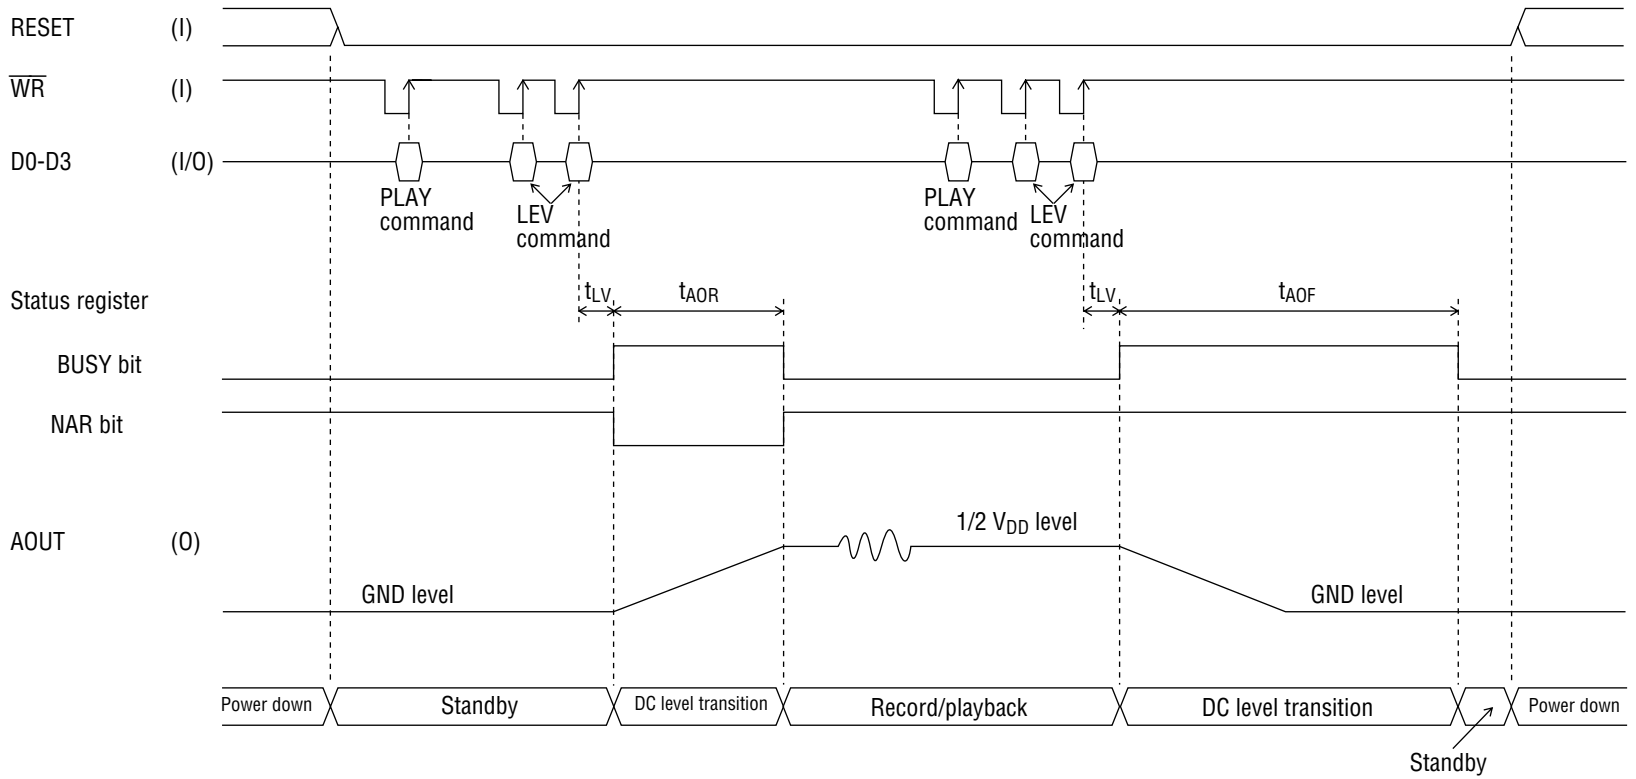 RESET (I)
WR (I)
D0-D3 (I/O)
PLAY
command
LEV
command
PLAY
command
LEV
command
Status register
tLV tAOR tLV tAOF
BUSY bit
NAR bit
AOUT (O)
1/2 VDD level
GND level GND level
Power down Standby DC level transition Record/playback DC level transition Power down
Standby